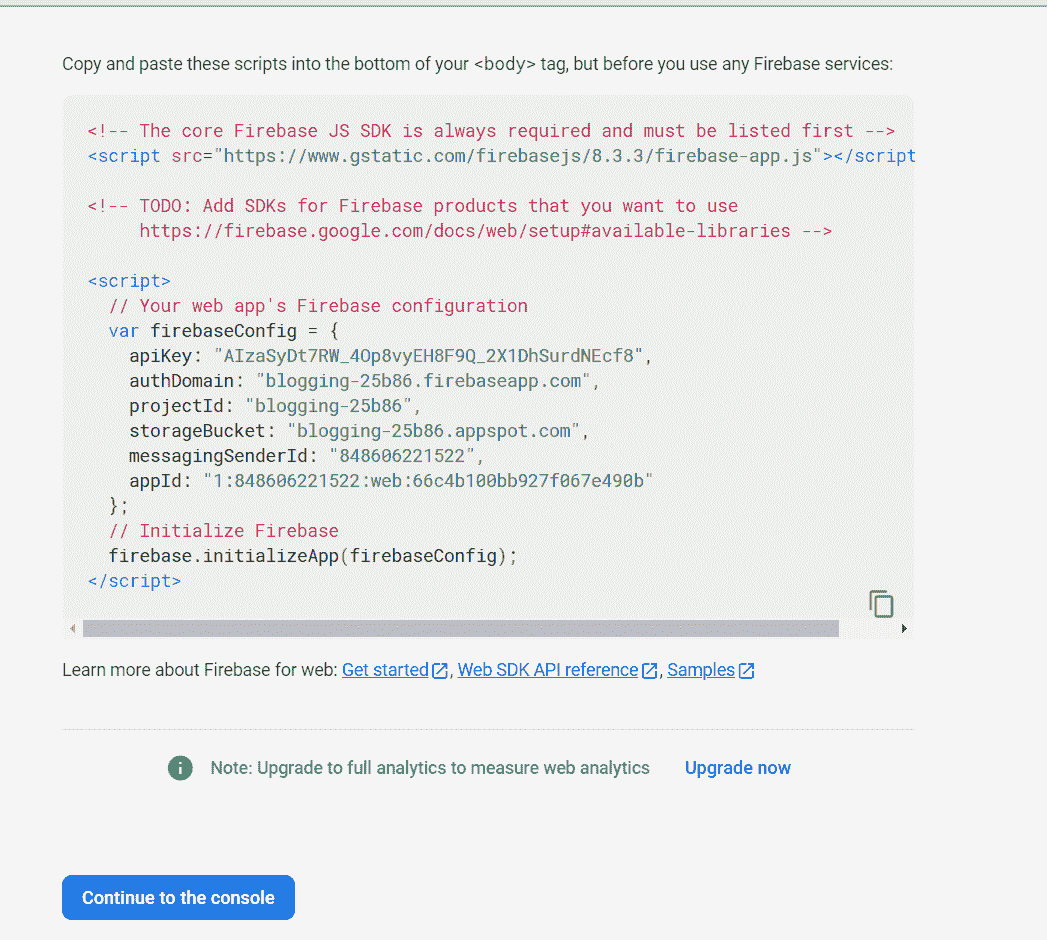 Copy and paste these scripts into the bottom of your <body> tag, but before you use any Firebase services:
<!-- The core Firebase JS SDK is always required and must be listed first -->
<script src="https://www.gstatic.com/firebasejs/8.3.3/firebase-app.js"></script
<!-- TODO: Add SDKs for Firebase products that you want to use
https://firebase.google.com/docs/web/setup#available-libraries -->
<script>
// Your web app's Firebase configuration
var firebaseConfig = {
apiKey: "AIzaSyDt7RW_4Op8vyEH8F9Q_2X1DhSurdNEcf8",
authDomain: "blogging-25b86.firebaseapp.com",
projectId: "blogging-25b86",
storageBucket: "blogging-25b86.appspot.com",
messagingSenderId: "848606221522",
appId: "1:848606221522:web:66c4b100bb927f067e490b"
};
// Initialize Firebase
firebase.initializeApp(firebaseConfig);
</script>
Learn more about Firebase for web: Get started, Web SDK API reference, Samples
Note: Upgrade to full analytics to measure web analytics Upgrade now
Continue to the console